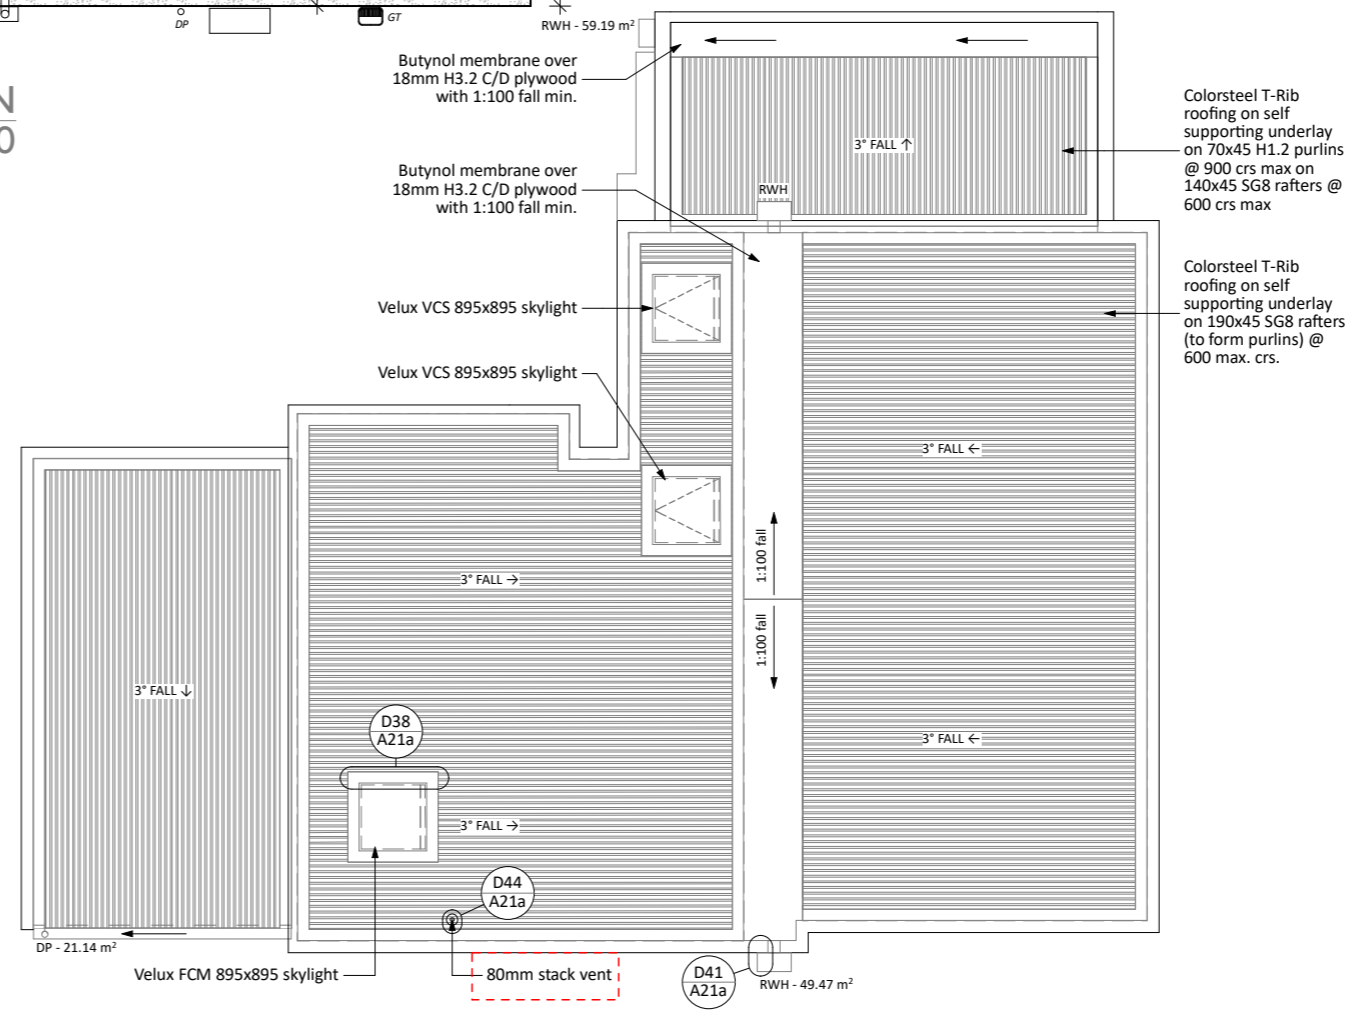 DP
GT
RWH - 59.19 m²
N
0
Butynol membrane over
18mm H3.2 C/D plywood
with 1:100 fall min.
Colorsteel T-Rib
roofing on self
supporting underlay
on 70x45 H1.2 purlins
@ 900 crs max on
140x45 SG8 rafters @
600 crs max
3° FALL ↑
Butynol membrane over
18mm H3.2 C/D plywood
with 1:100 fall min.
RWH
Colorsteel T-Rib
roofing on self
supporting underlay
on 190x45 SG8 rafters
(to form purlins) @
600 max. crs.
Velux VCS 895x895 skylight
Velux VCS 895x895 skylight
3° FALL ←
1:100 fall
3° FALL →
1:100 fall
3° FALL ↓
D38
A21a
3° FALL ←
3° FALL →
D44
A21a
DP - 21.14 m²
Velux FCM 895x895 skylight
80mm stack vent
D41
A21a
RWH - 49.47 m²